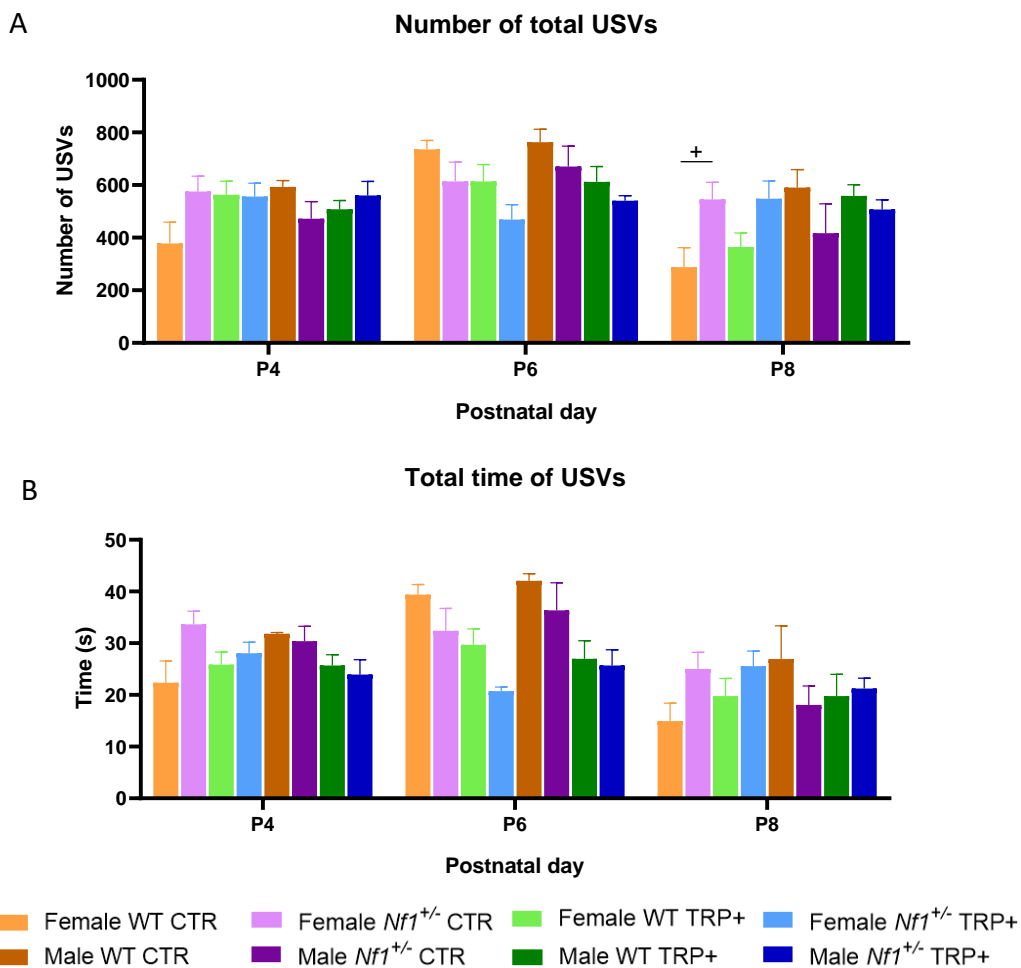 A
Number of total USVs
1000
800
600
400
200
0
Number of USVs
+
P4 P6 P8
Postnatal day
B
Total time of USVs
50
40
30
20
10
0
Time (s)
P4 P6 P8
Postnatal day
Female WT CTR Female Nf1+/- CTR Female WT TRP+ Female Nf1+/- TRP+
Male WT CTR Male Nf1+/- CTR Male WT TRP+ Male Nf1+/- TRP+